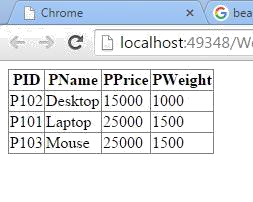 Chrome
bea
localhost:49348/We
PID PName PPrice PWeight
P102 Desktop 15000 1000
P101 Laptop 25000 1500
P103 Mouse 25000 1500